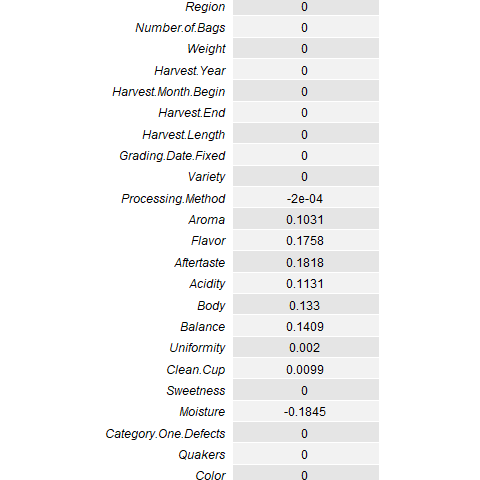 Region 0
Number.of.Bags 0
Weight 0
Harvest.Year 0
Harvest.Month.Begin 0
Harvest.End 0
Harvest.Length 0
Grading.Date.Fixed 0
Variety 0
Processing.Method -2e-04
Aroma 0.1031
Flavor 0.1758
Aftertaste 0.1818
Acidity 0.1131
Body 0.133
Balance 0.1409
Uniformity 0.002
Clean.Cup 0.0099
Sweetness 0
Moisture -0.1845
Category.One.Defects 0
Quakers 0
Color 0